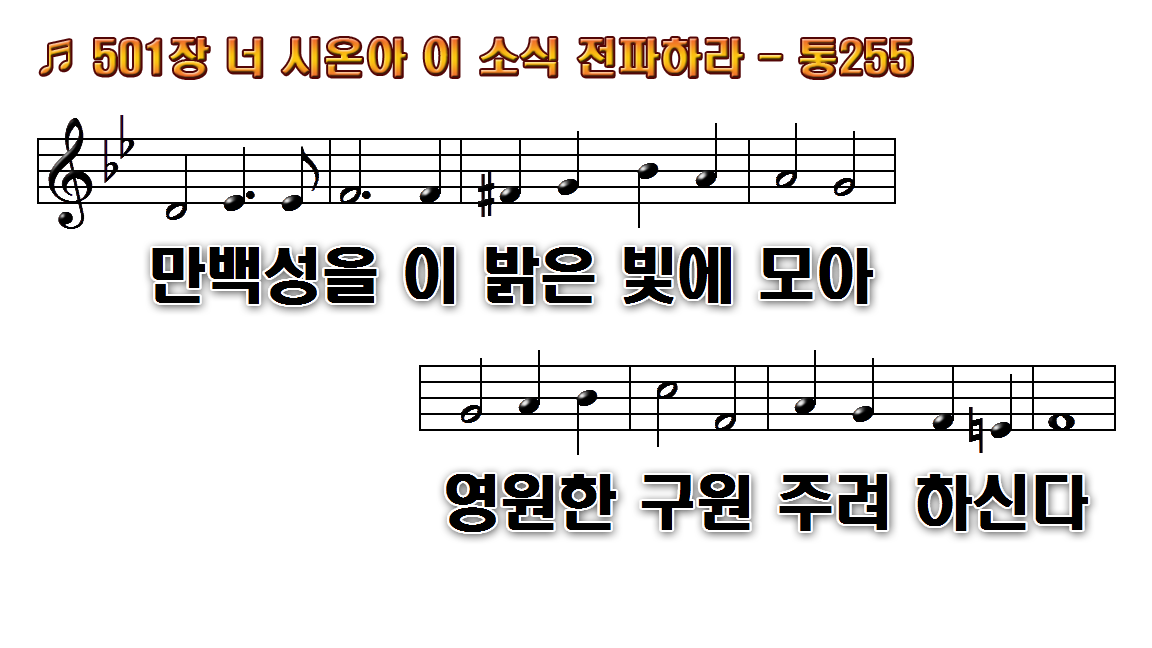 ♬ 501장 너 시온아 이 소식 전파하라 - 통255
만백성을 이 밝은 빛에 모아
영원한 구원 주려 하신다